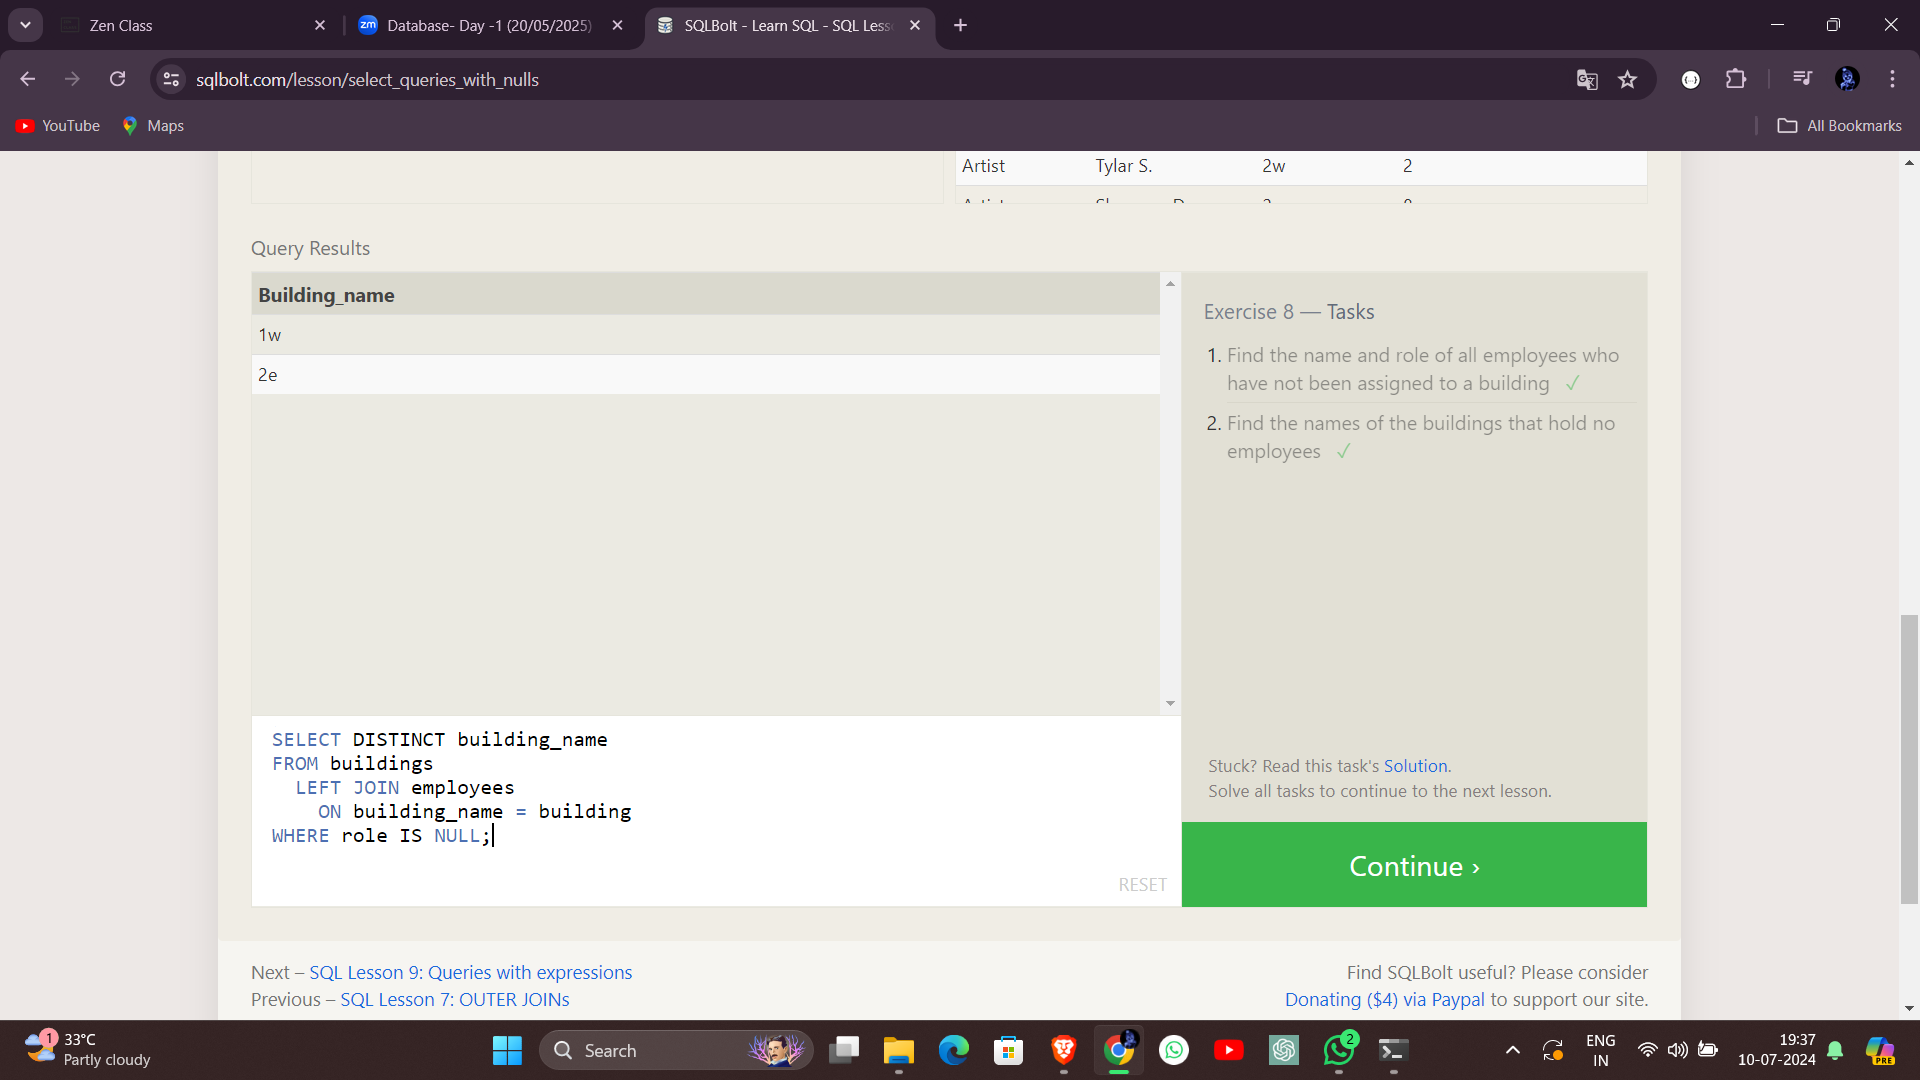 Zen Class
zm Database- Day -1 (20/05/2025)
SQLBolt - Learn SQL - SQL Less
sqlbolt.com/lesson/select_queries_with_nulls
YouTube
Maps
All Bookmarks
Artist Tylar S. 2w 2
Query Results
Building_name
1w
2e
Exercise 8 — Tasks
1. Find the name and role of all employees who
have not been assigned to a building ✓
2. Find the names of the buildings that hold no
employees ✓
SELECT DISTINCT building_name
FROM buildings
LEFT JOIN employees
ON building_name = building
WHERE role IS NULL;
RESET
Stuck? Read this task's Solution.
Solve all tasks to continue to the next lesson.
Continue ›
Next – SQL Lesson 9: Queries with expressions
Previous – SQL Lesson 7: OUTER JOINs
Find SQLBolt useful? Please consider
Donating ($4) via Paypal to support our site.
1
33°C
Partly cloudy
Search
2
ENG
IN
19:37
10-07-2024
PRE